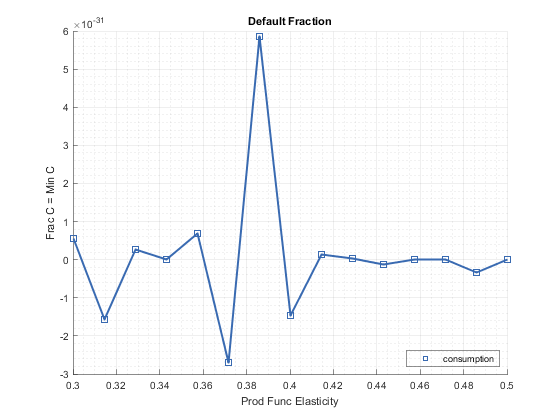 Default Fraction
×10-31
6
5
4
3
2
1
0
-1
-2
-3
Frac C = Min C
0.3 0.32 0.34 0.36 0.38 0.4 0.42 0.44 0.46 0.48 0.5
Prod Func Elasticity
consumption